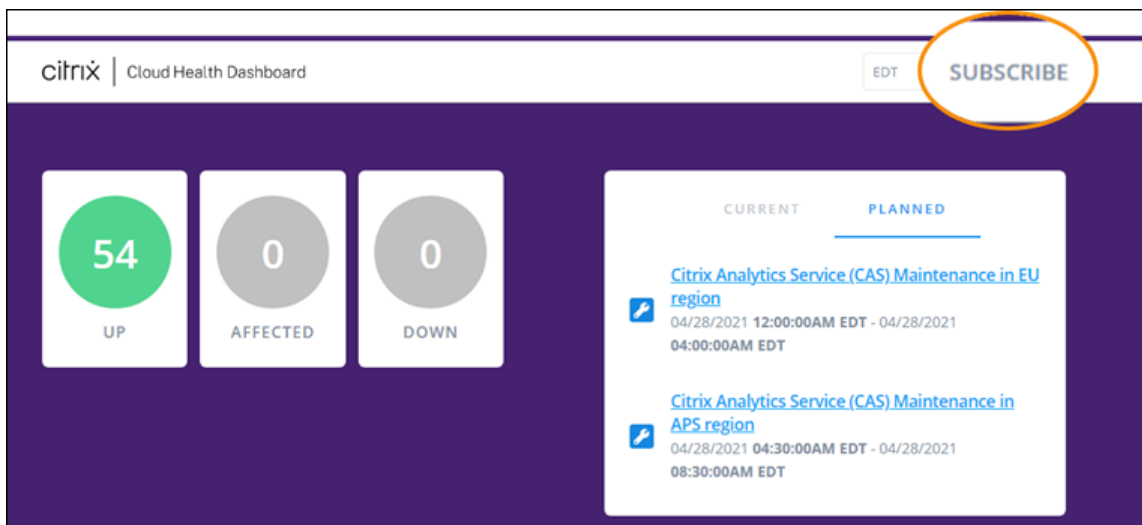 citrix | Cloud Health Dashboard
EDT
SUBSCRIBE
54
UP
0
AFFECTED
0
DOWN
CURRENT
PLANNED
Citrix Analytics Service (CAS) Maintenance in EU
region
04/28/2021 12:00:00AM EDT - 04/28/2021
04:00:00AM EDT
Citrix Analytics Service (CAS) Maintenance in
APS region
04/28/2021 04:30:00AM EDT - 04/28/2021
08:30:00AM EDT